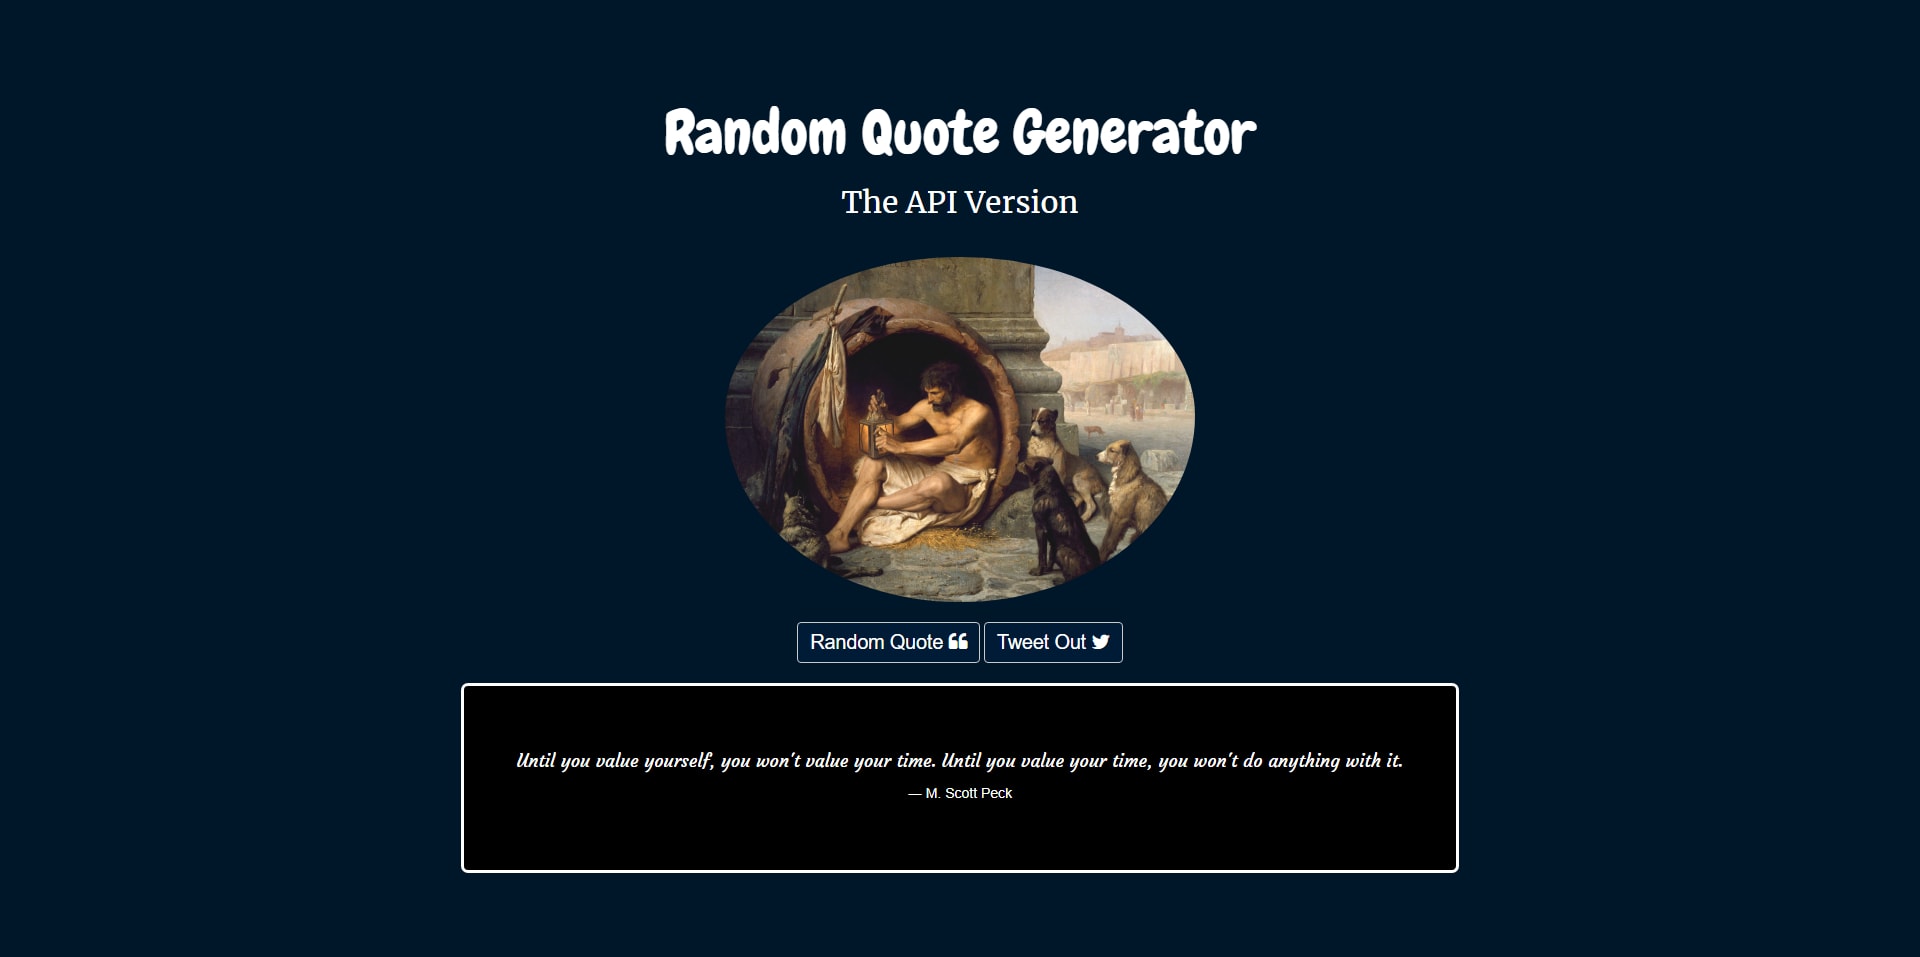 Random Quote Generator
The API Version
Random Quote
Tweet Out
Until you value yourself, you won't value your time. Until you value your time, you won't do anything with it.
— M. Scott Peck